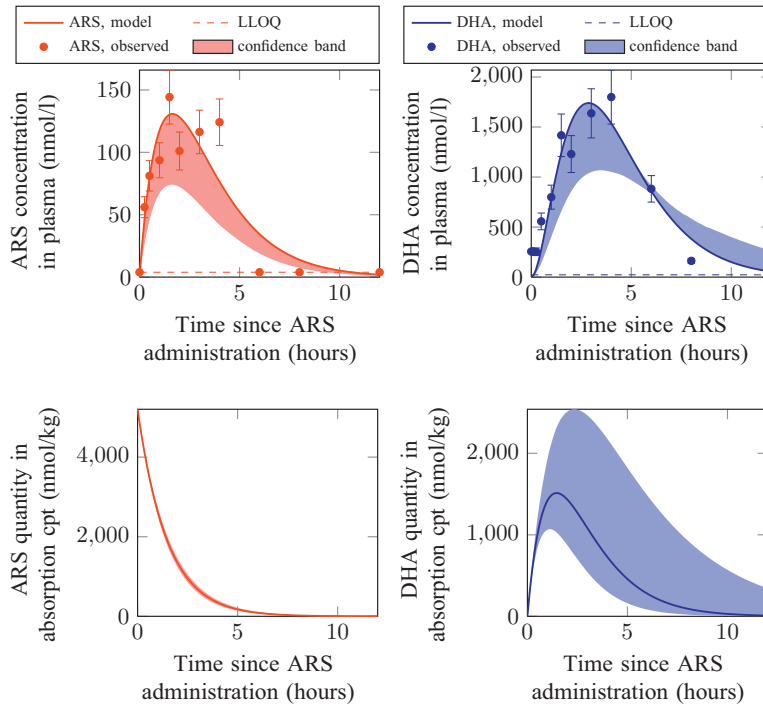 ARS, model
LLOQ
ARS, observed
confidence band
DHA, model
LLOQ
DHA, observed
confidence band
150
100
50
0
0
5
10
ARS concentration
in plasma (nmol/l)
Time since ARS
administration (hours)
2,000
1,500
1,000
500
0
0
5
10
DHA concentration
in plasma (nmol/l)
Time since ARS
administration (hours)
4,000
2,000
0
0
5
10
ARS quantity in
absorption cpt (nmol/kg)
Time since ARS
administration (hours)
2,000
1,000
0
0
5
10
DHA quantity in
absorption cpt (nmol/kg)
Time since ARS
administration (hours)